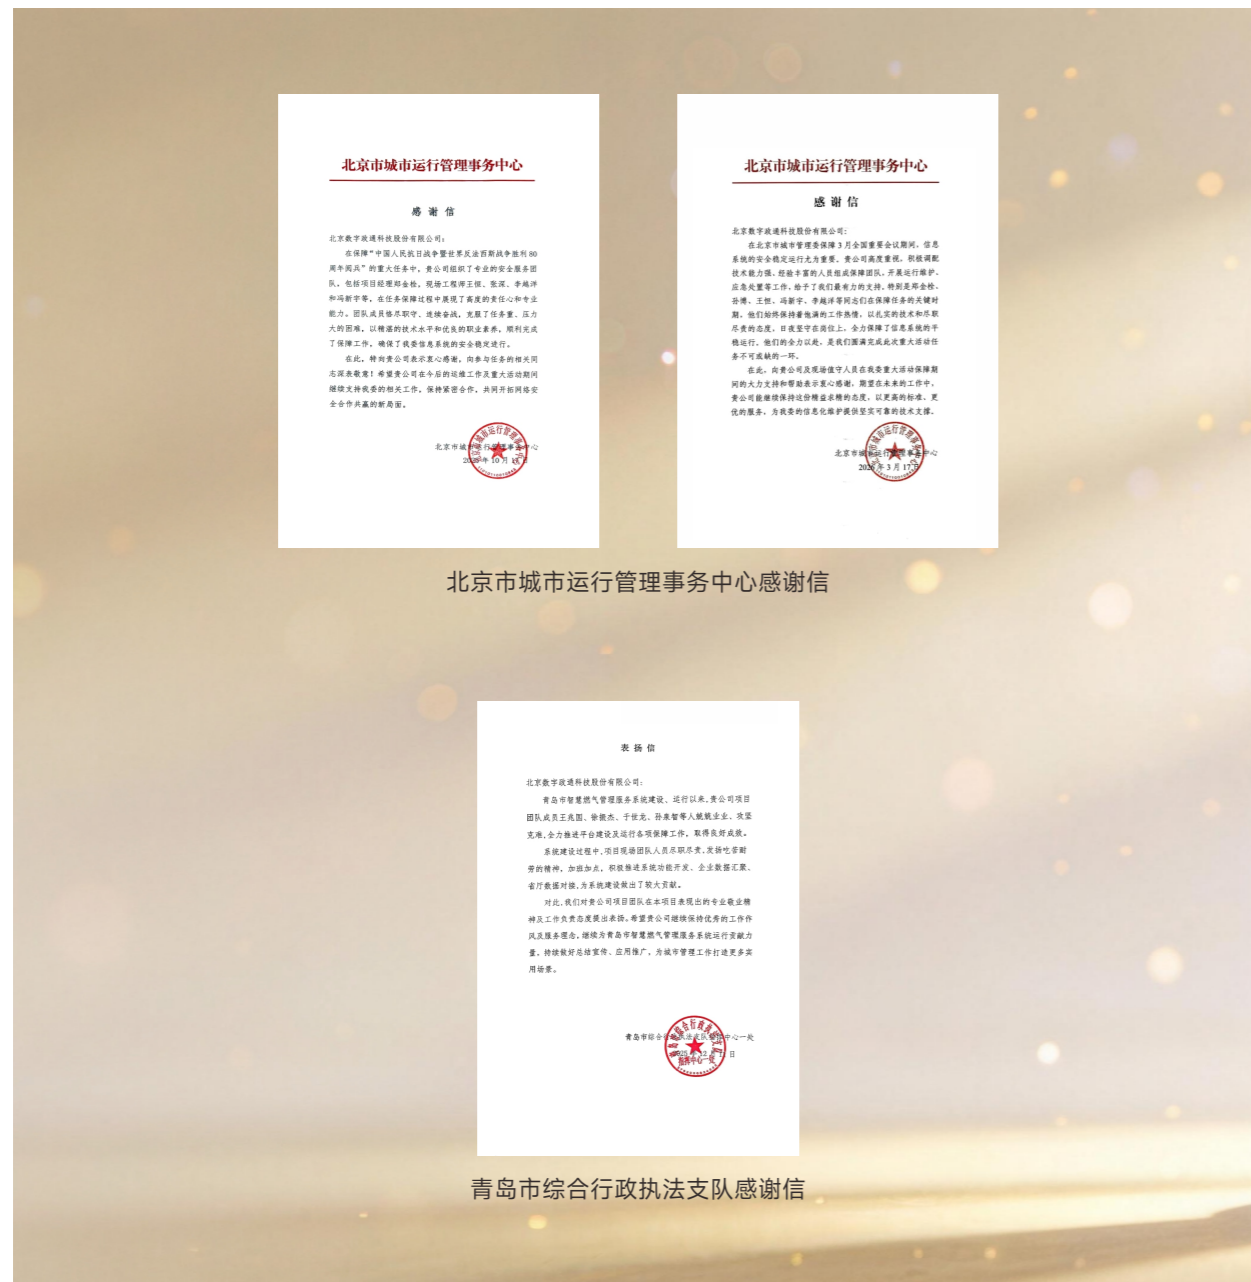 北京市城市运行管理事务中心
感谢信
北京数字政通科技股份有限公司：
在保障“中国人民抗日战争暨世界反法西斯战争胜利80
周年阅兵”的重大任务中，贵公司组织了专业的安全服务团
队，包括项目经理郑金检，现场工程师王恒、张深、李越洋
和冯新宇等，在任务保障过程中展现了高度的责任心和专业
能力。团队成员恪尽职守、连续奋战，克服了任务重、压力
大的困难，以精湛的技术水平和优良的职业素养，顺利完成
了保障工作，确保了我委信息系统的安全稳定进行。
在此，特向贵公司表示衷心感谢，向参与任务的相关同
志深表敬意！希望贵公司在今后的运维工作及重大活动期间
继续支持我委的相关工作，保持紧密合作，共同开拓网络安
全合作共赢的新局面。
北京市城市运行管理事务中心
北京市城市运行管理事务中心
感谢信
北京数字政通科技股份有限公司：
在北京市城市管理委保障3月全国重要会议期间，信息
系统的安全稳定运行尤为重要。贵公司高度重视，积极调配
技术能力强、经验丰富的人员组成保障团队，开展运行维护、
应急处置等工作，给予了我们最有力的支持，特别是郑金检、
孙博、王恒、冯新宇、李越洋等同志们在保障任务的关键时
期，他们始终保持着饱满的工作热情，以扎实的技术和尽职
尽责的态度，日夜坚守在岗位上，全力保障了信息系统的平
稳运行。他们的全力以赴，是我们圆满完成此次重大活动任
务不可或缺的一环。
在此，向贵公司及现场值守人员在我委重大活动保障期
间的大力支持和帮助表示衷心感谢，期望在未来的工作中，
贵公司能继续保持这份精益求精的态度，以更高的标准、更
优的服务，为我委的信息化维护提供坚实可靠的技术支撑。
北京市城市运行管理事务中心
2026年3月17日
北京市城市运行管理事务中心感谢信
表扬信
北京数字政通科技股份有限公司：
青岛市智慧燃气管理服务系统建设、运行以来，贵公司项目
团队成员王兆国、徐振杰、于世龙、孙泉智等人兢兢业业、攻坚
克难，全力推进平台建设及运行各项保障工作，取得良好成效。
系统建设过程中，项目现场团队人员尽职尽责，发扬吃苦耐
劳的精神，加班加点，积极推进系统功能开发、企业数据汇聚、
省厅数据对接，为系统建设做出了较大贡献。
对此，我们对贵公司项目团队在本项目表现出的专业敬业精
神及工作负责态度提出表扬。希望贵公司继续保持优秀的工作作
风及服务理念，继续为青岛市智慧燃气管理服务系统运行贡献力
量，持续做好总结宣传、应用推广，为城市管理工作打造更多实
用场景。
青岛市综合行政执法支队指挥中心一处
青岛市综合行政执法支队感谢信